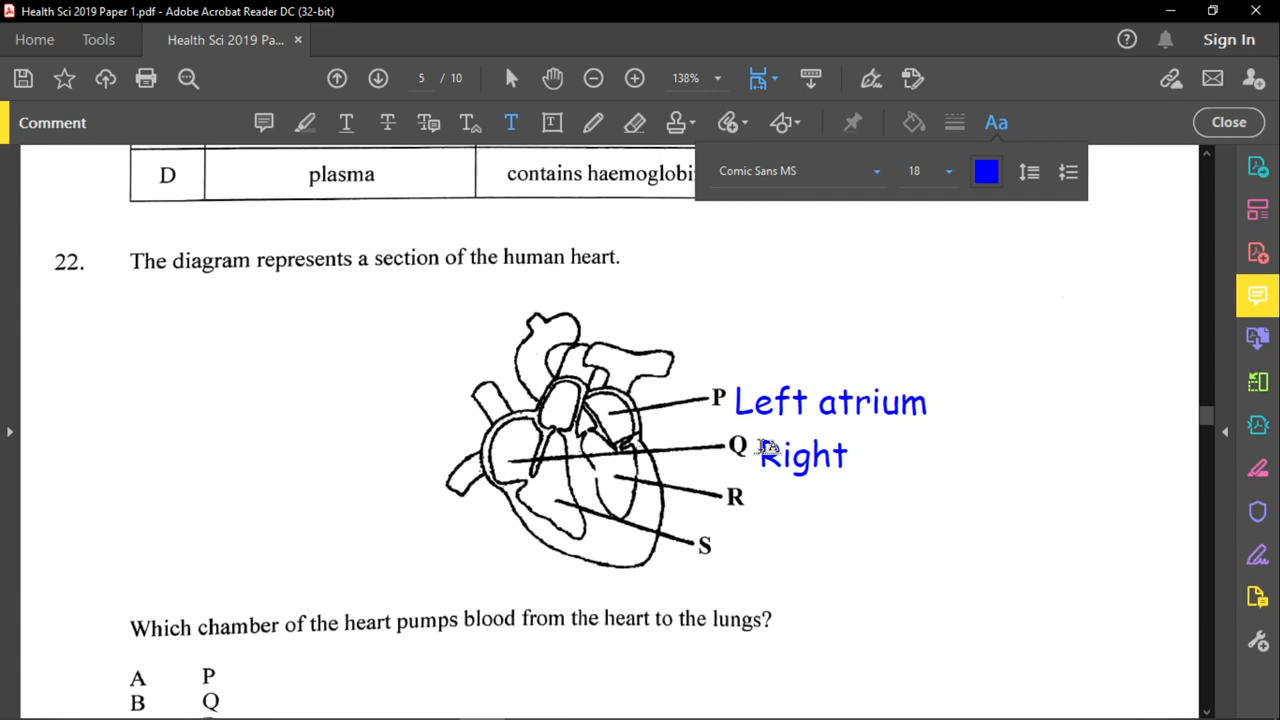 Health Sci 2019 Paper 1.pdf - Adobe Acrobat Reader DC (32-bit)
Home Tools Health Sci 2019 Pa... × Sign In
5 / 10 138%
Comment Close
Comic Sans MS 18
D plasma contains haemoglobi
22. The diagram represents a section of the human heart.
P Left atrium
Q Right
R
S
Which chamber of the heart pumps blood from the heart to the lungs?
A P
B Q